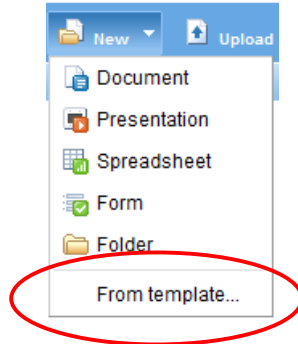 New Upload
Document
Presentation
Spreadsheet
Form
Folder
From template...